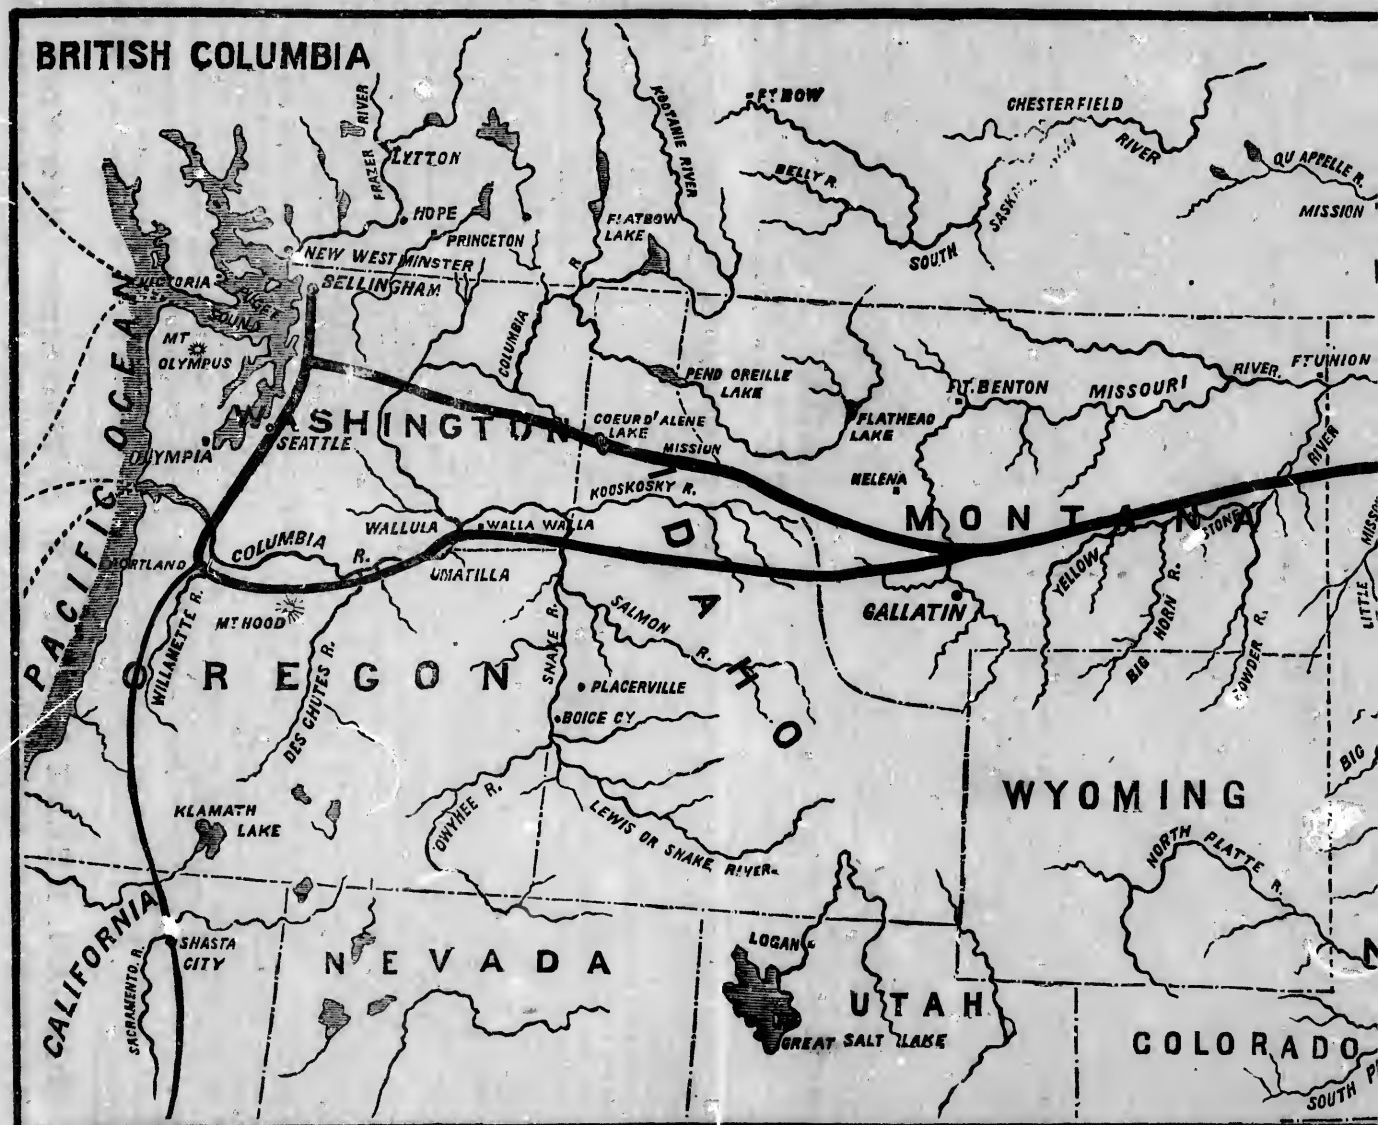 BRITISH COLUMBIA
FRAZER RIVER
LYTTON
HOPE
PRINCETON
NEW WESTMINSTER
BELLINGHAM
VICTORIA
PUGET
SOUND
MT
OLYMPUS
FLATBOW
LAKE
KOOTANIE RIVER
FT. BOW
BELLY R.
SOUTH
CHESTERFIELD
RIVER
QU APPELLE R.
MISSION
COLUMBIA
R.
PEND OREILLE
LAKE
FLATHEAD
LAKE
FT. BENTON
MISSOURI
RIVER.
FT UNION
RIVER
WASHINGTON
COEUR D'ALENE
LAKE
MISSIUN
OLYMPIA
SEATTLE
HELENA
KOOSKOSKY R.
MONTANA
YELLOW
STONE
WALLULA
WALLA WALLA
UMATILLA
COLUMBIA
R.
PORTLAND
PACIFIC OCEAN
IDAHO
GALLATIN
BIG HORN R.
POWDER R.
LITTLE
WILLAMETTE R.
MT HOOD
DES CHUTES R.
SNAKE R.
SALMON
R.
PLACERVILLE
BOICE CY
OREGON
OWYHEE R.
LEWIS OR SNAKE RIVER
KLAMATH
LAKE
WYOMING
NORTH PLATTE R.
BIG
CALIFORNIA
SHASTA
CITY
SACRAMENTO R.
NEVADA
LOGAN
UTAH
GREAT SALT LAKE
COLORADO
SOUTH
N